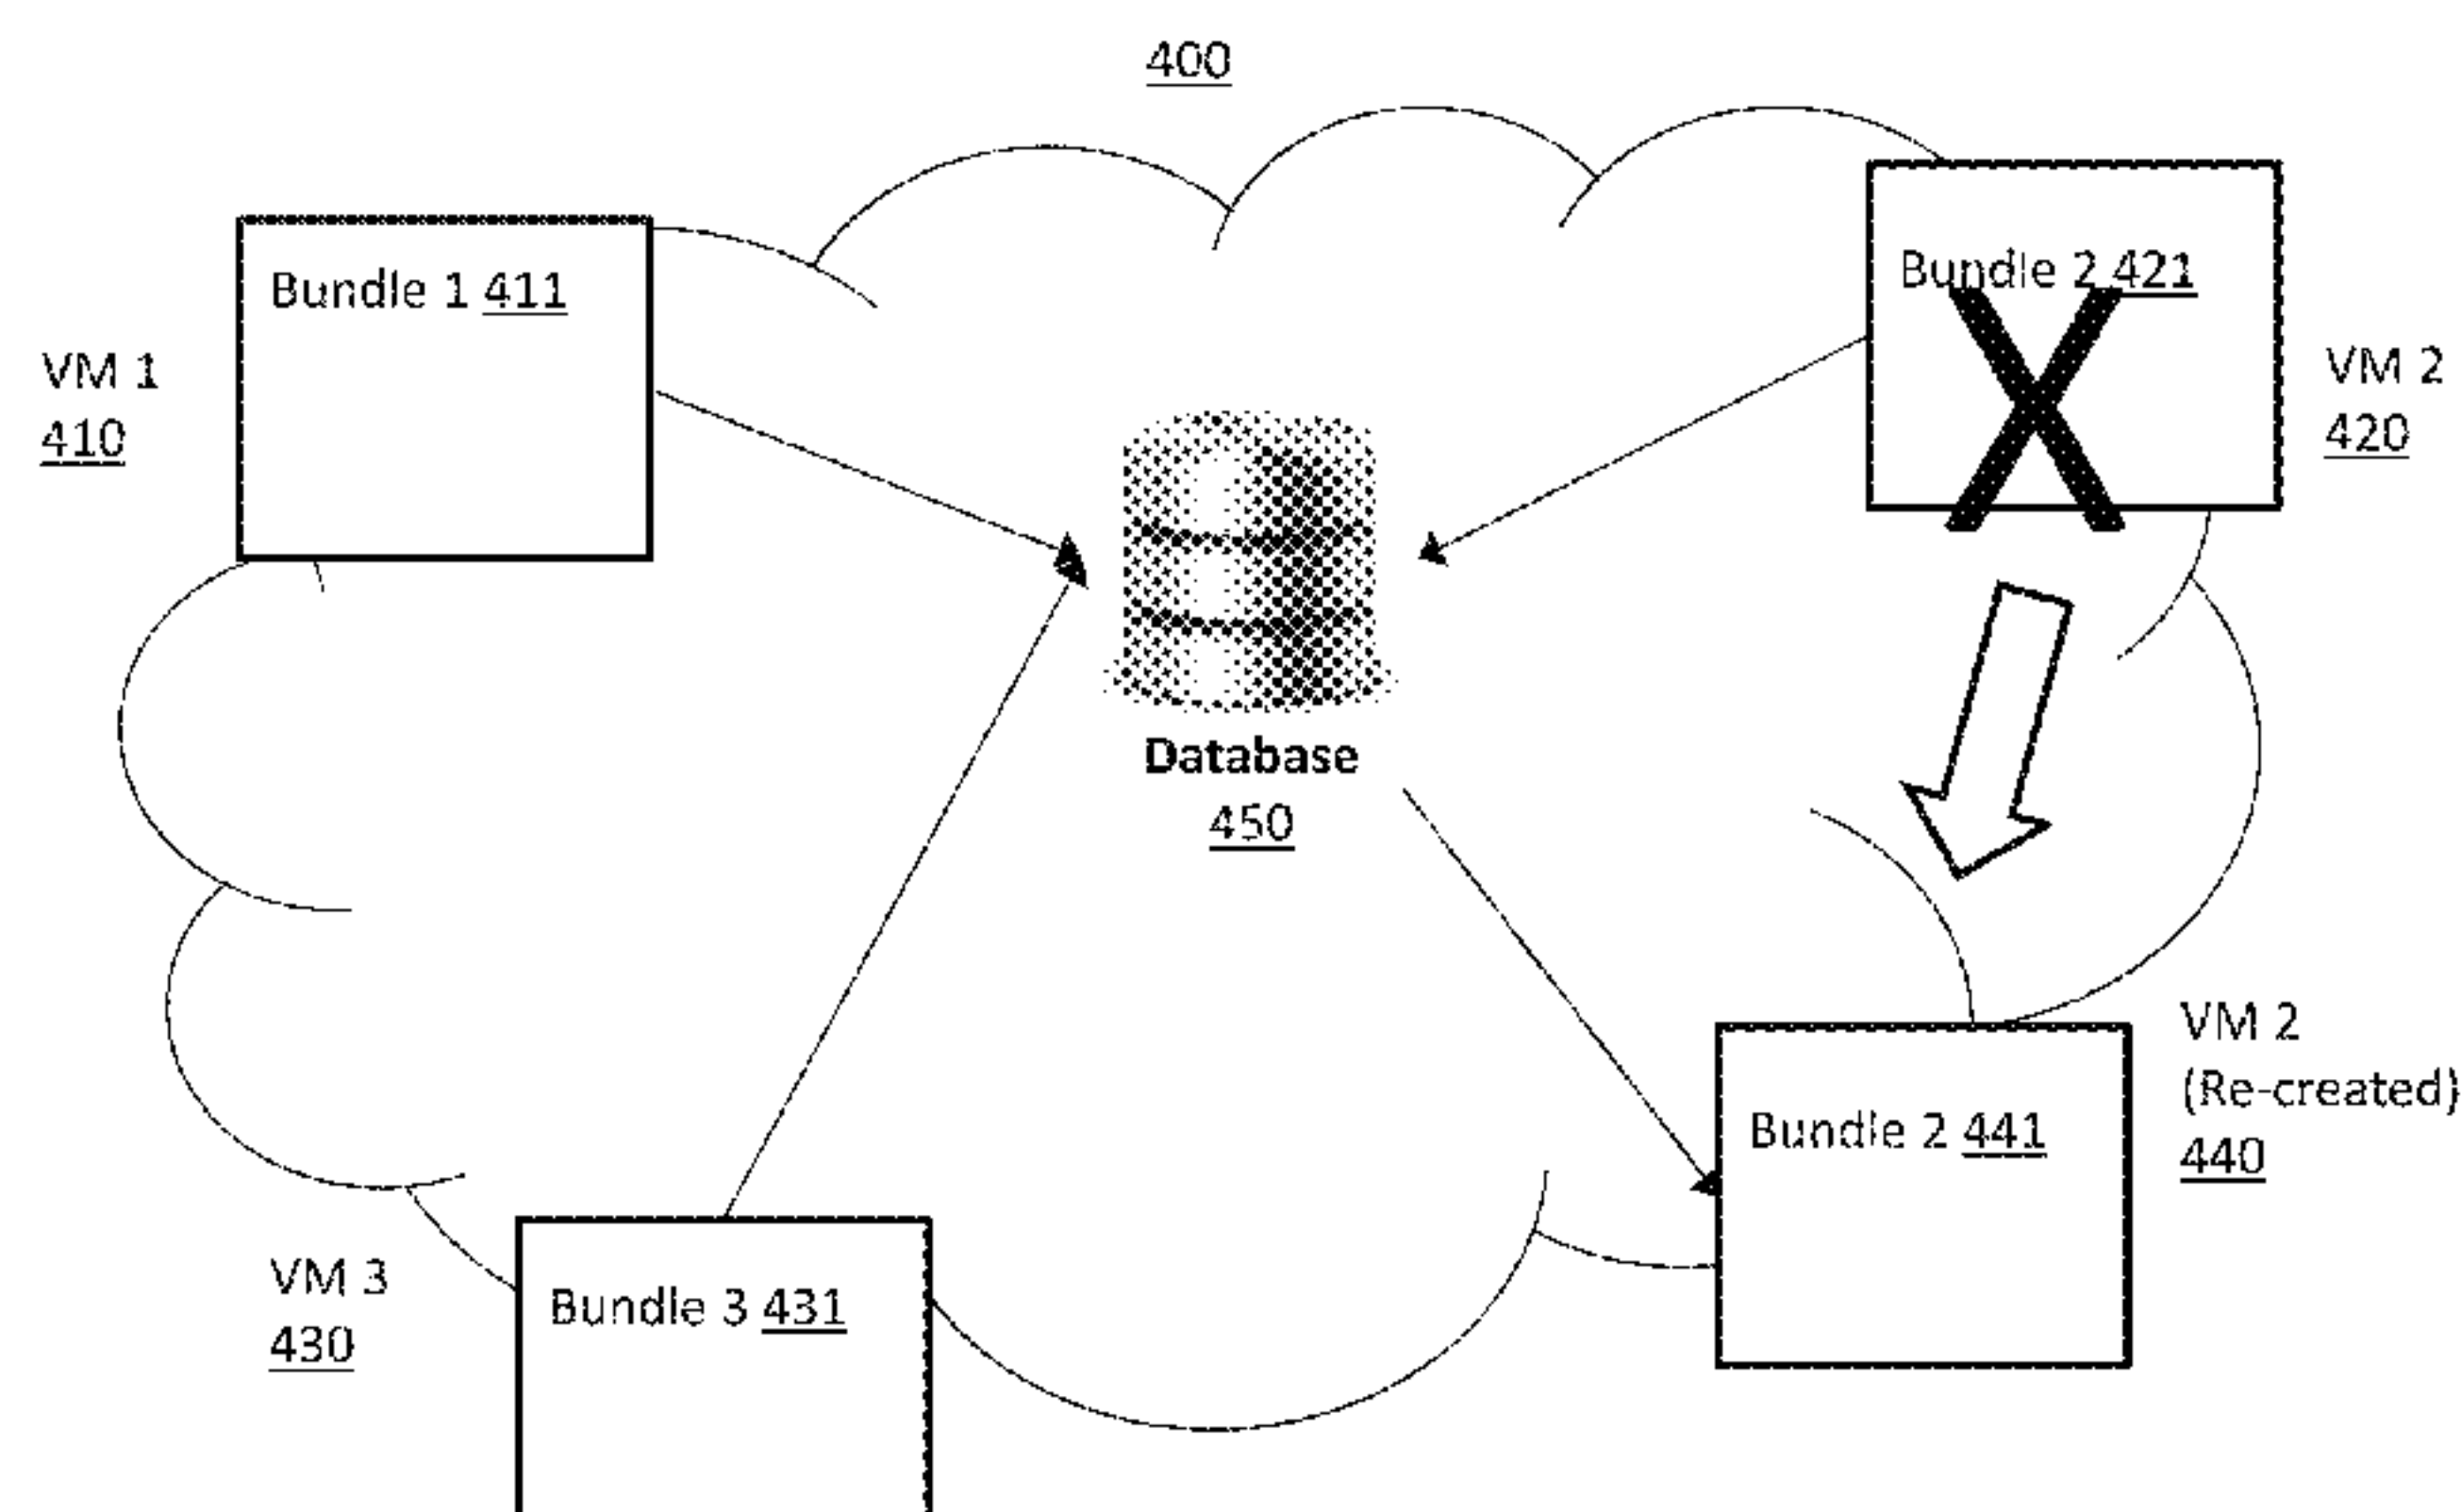 400
Bundle 1 411
VM 1
410
Bundle 2 421
X
VM 2
420
Database
450
VM 2
(Re-created)
440
Bundle 2 441
VM 3
430
Bundle 3 431